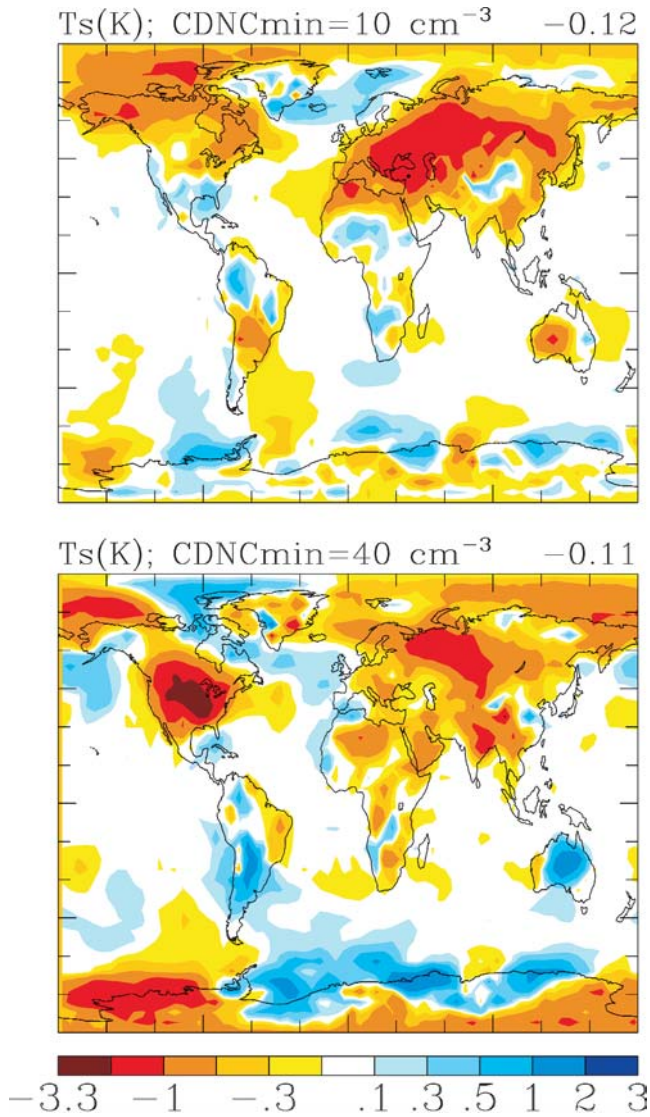 Ts(K); CDNCmin=10 cm⁻³ -0.12
Ts(K); CDNCmin=40 cm⁻³ -0.11
-3.3 -1 -.3 .1 .3 .5 1 2 3